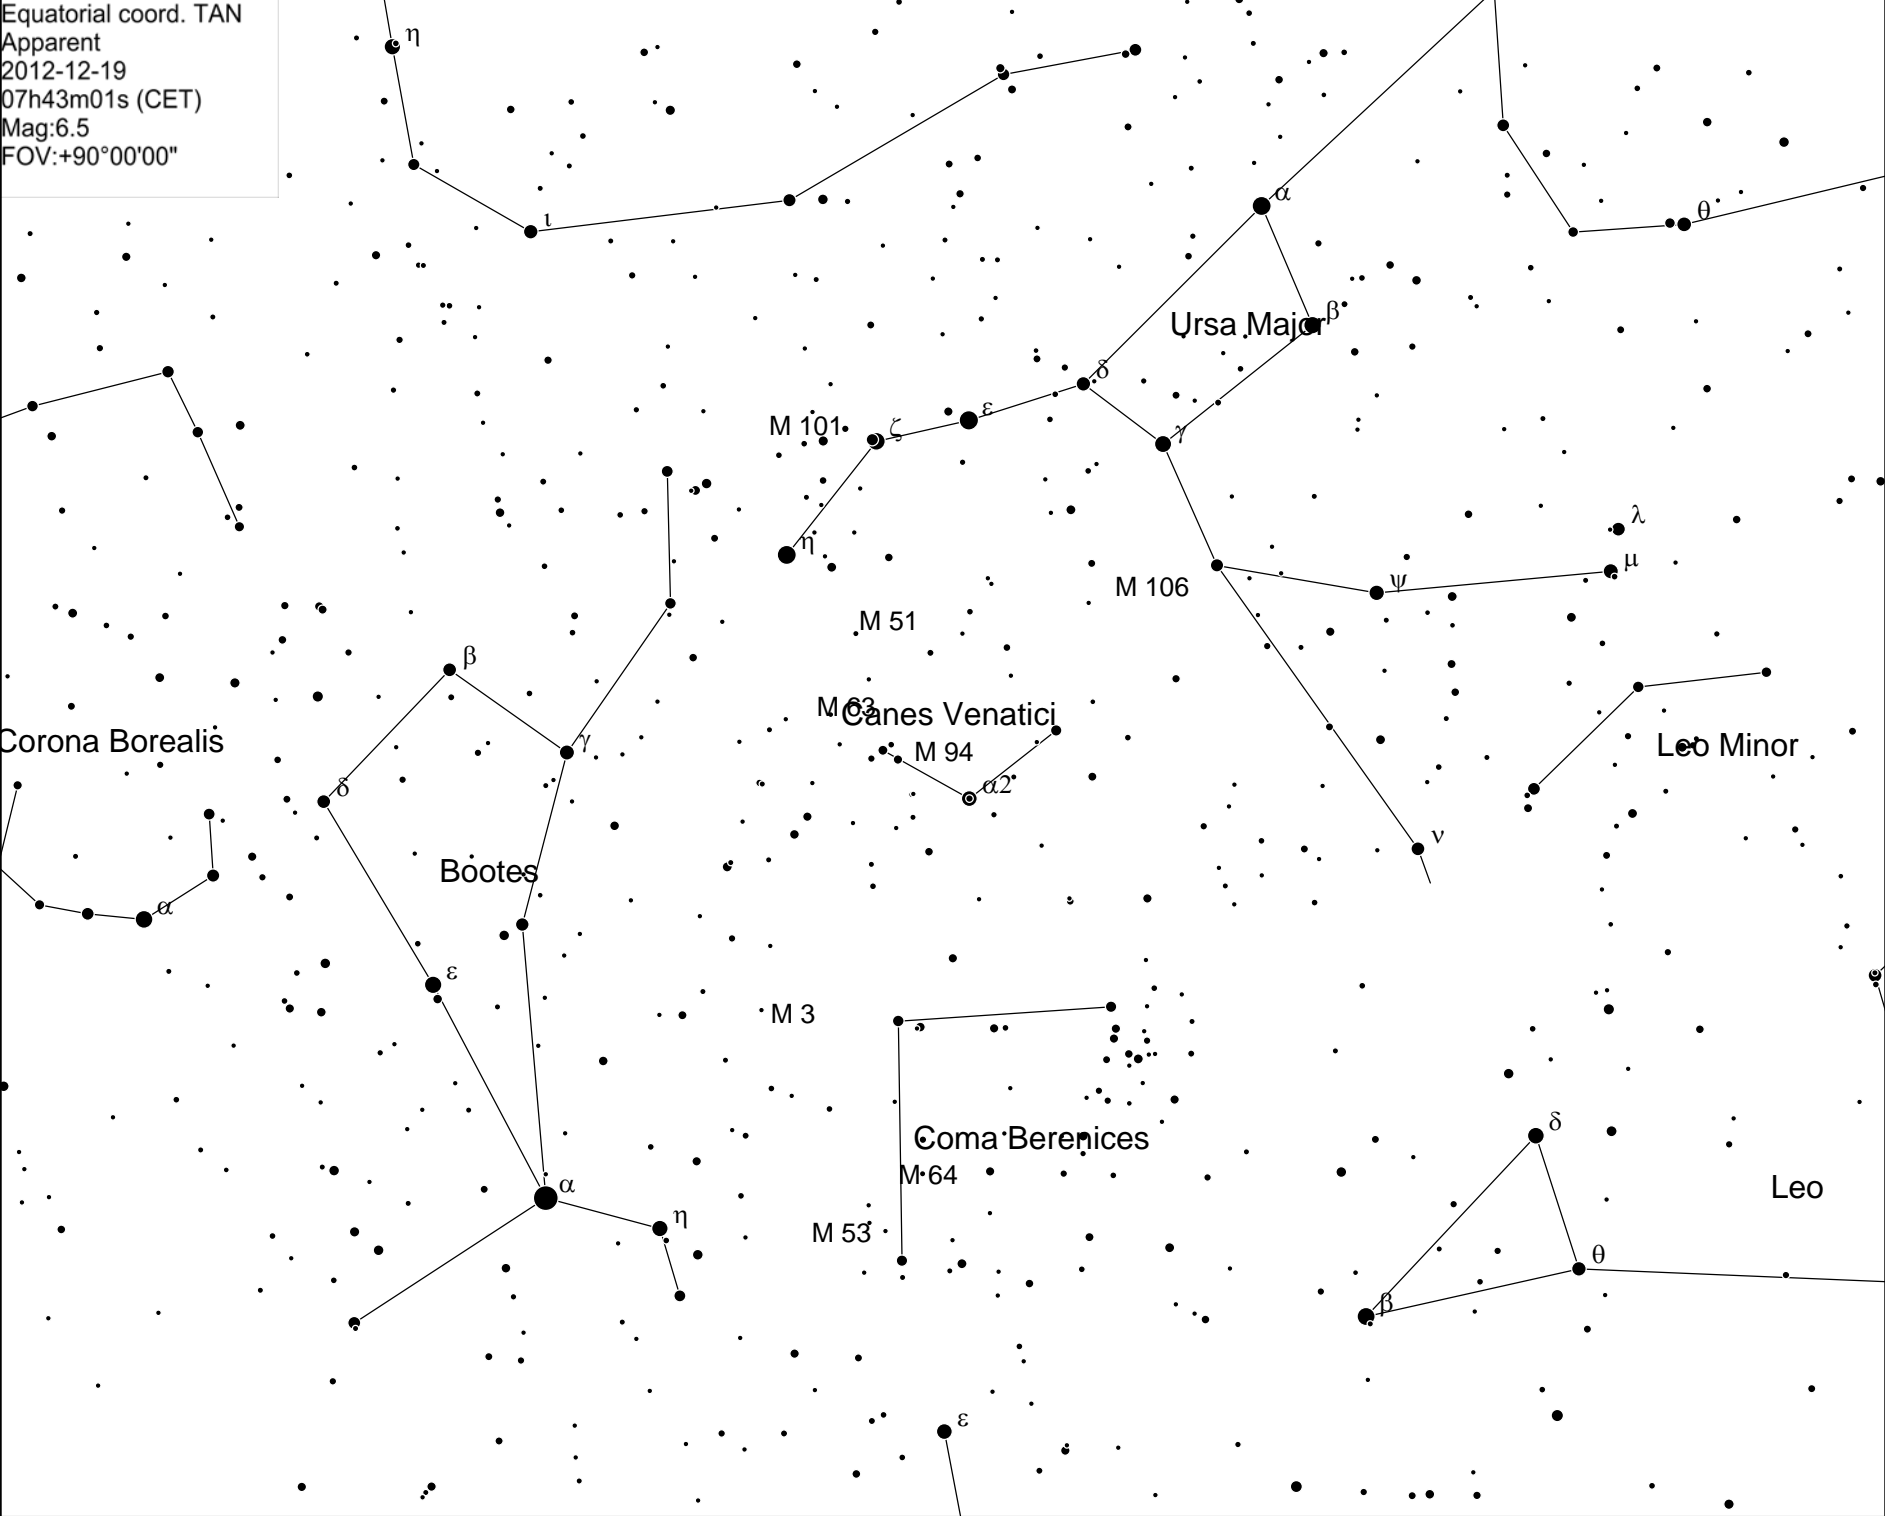 Equatorial coord. TAN
Apparent
2012-12-19
07h43m01s (CET)
Mag:6.5
FOV:+90°00'00"
η
ι
α
θ
Ursa Major
β
δ
ε
M 101
ζ
γ
λ
η
μ
M 106
ψ
M 51
β
M 63
Canes Venatici
Corona Borealis
γ
M 94
Leo Minor
δ
α2
ν
Bootes
α
ε
M 3
δ
Coma Berenices
M 64
α
Leo
η
M 53
θ
β
ε